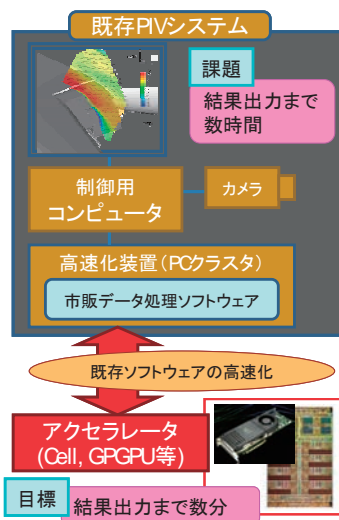 既存PIVシステム
課題
結果出力まで
数時間
制御用
コンピュータ
カメラ
高速化装置(PCクラスタ)
市販データ処理ソフトウェア
既存ソフトウェアの高速化
アクセラレータ
(Cell, GPGPU等)
目標
結果出力まで数分